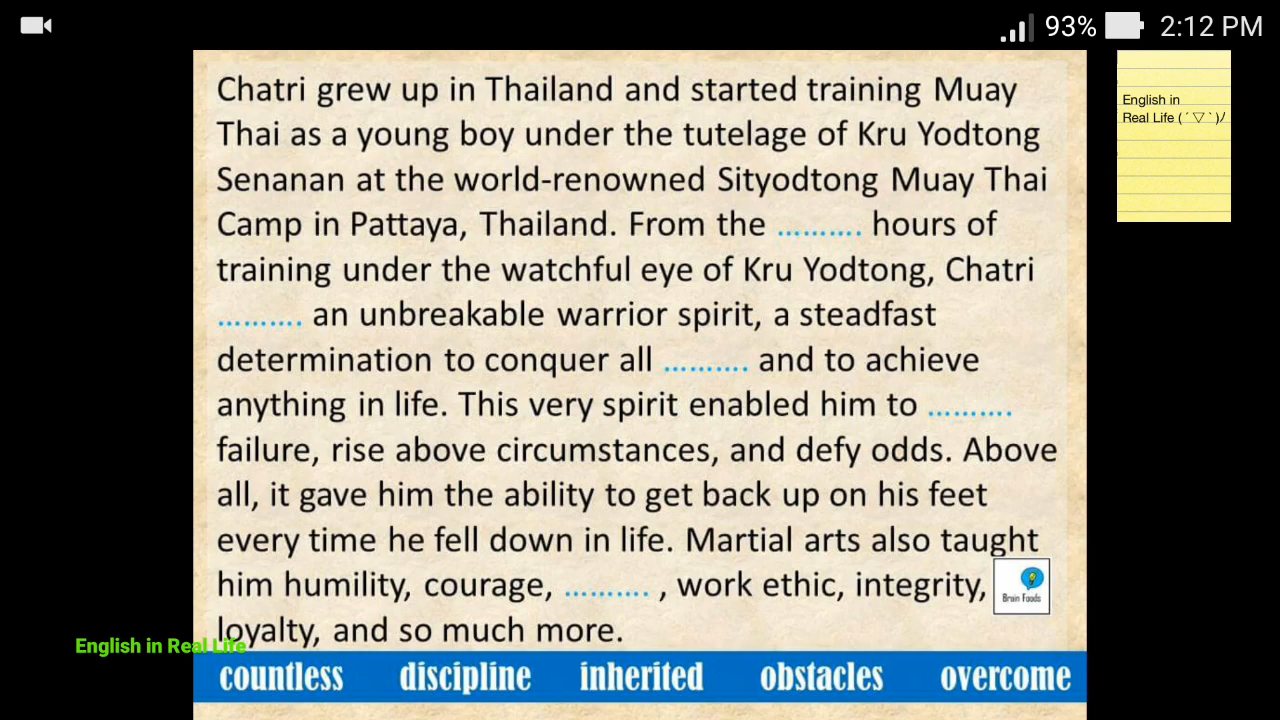 93% 2:12 PM
English in
Real Life ( ´ ▽ ` )ﾉ
Chatri grew up in Thailand and started training Muay
Thai as a young boy under the tutelage of Kru Yodtong
Senanan at the world-renowned Sityodtong Muay Thai
Camp in Pattaya, Thailand. From the ………. hours of
training under the watchful eye of Kru Yodtong, Chatri
………. an unbreakable warrior spirit, a steadfast
determination to conquer all ………. and to achieve
anything in life. This very spirit enabled him to ……….
failure, rise above circumstances, and defy odds. Above
all, it gave him the ability to get back up on his feet
every time he fell down in life. Martial arts also taught
him humility, courage, ………. , work ethic, integrity,
Brain Foods
loyalty, and so much more.
English in Real Life
countless discipline inherited obstacles overcome